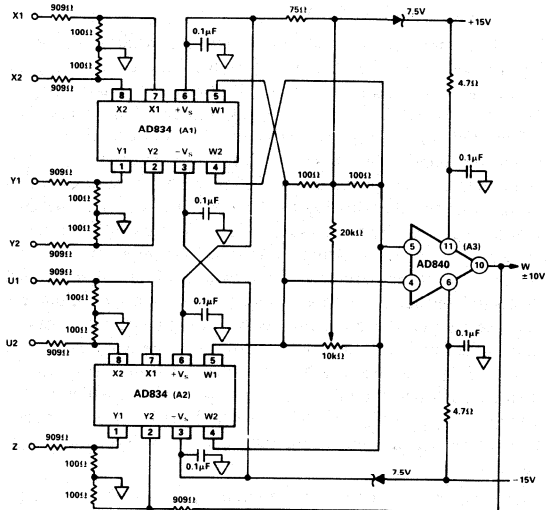 X1
909Ω
100Ω
100Ω
X2
909Ω
0.1µF
75Ω
7.5V
+15V
4.7Ω
8
7
6
5
X2
X1
+VS
W1
AD834 (A1)
Y1
Y2
−VS
W2
1
2
3
4
0.1µF
Y1
909Ω
100Ω
100Ω
Y2
909Ω
0.1µF
100Ω
100Ω
20kΩ
10kΩ
5
11
(A3)
AD840
10
4
6
W
±10V
0.1µF
4.7Ω
U1
909Ω
100Ω
100Ω
U2
909Ω
0.1µF
8
7
6
5
X2
X1
+VS
W1
AD834 (A2)
Y1
Y2
−VS
W2
1
2
3
4
0.1µF
Z
909Ω
100Ω
100Ω
909Ω
7.5V
−15V